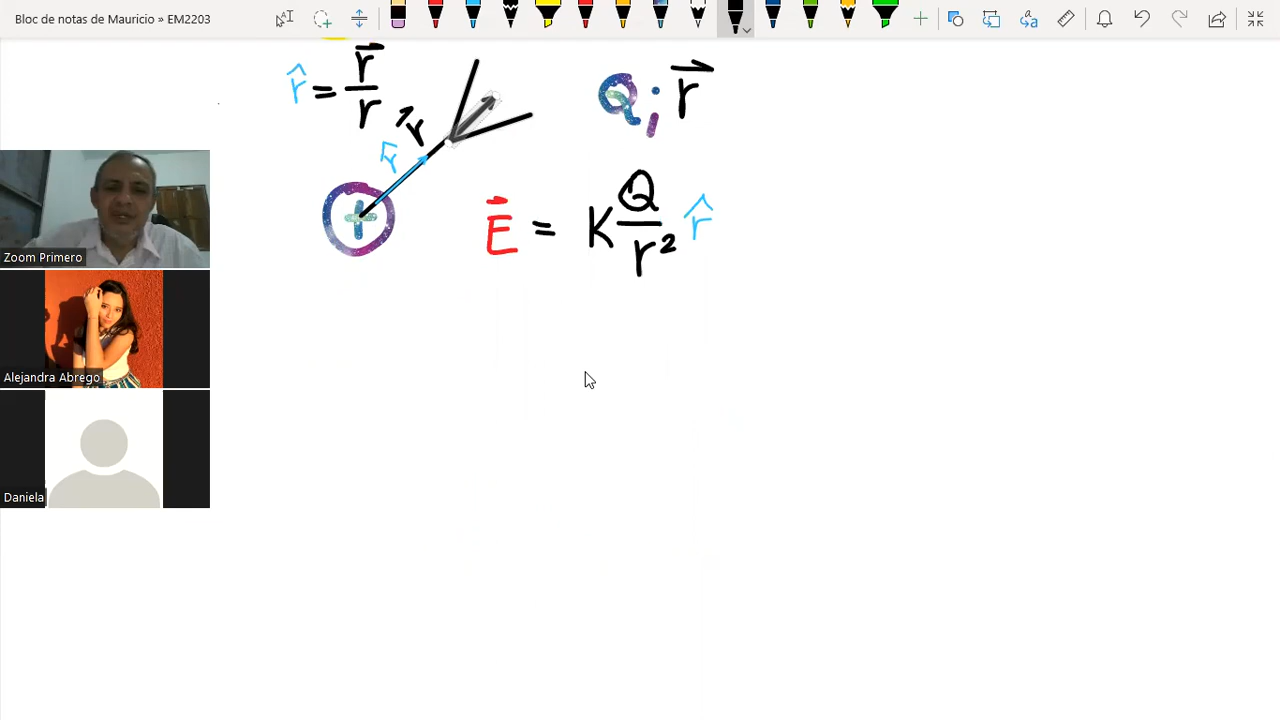 Bloc de notas de Mauricio » EM2203
r̂ = r⃗ / r
r⃗
r̂
+
Q ; r⃗
E⃗ = K Q / r² r̂
Zoom Primero
Alejandra Abrego
Daniela